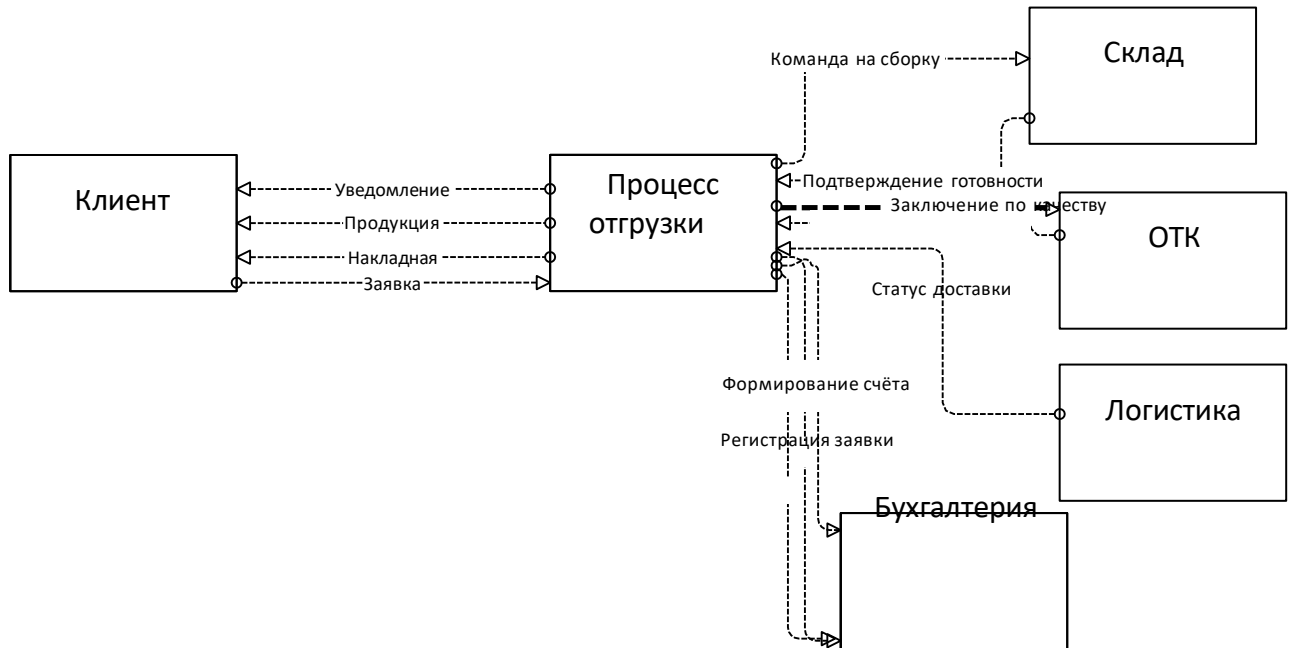 Команда на сборку
Склад
Клиент
Процесс
отгрузки
Уведомление
Продукция
Накладная
Заявка
Подтверждение готовности
Заключение по качеству
ОТК
Статус доставки
Формирование счёта
Логистика
Регистрация заявки
Бухгалтерия